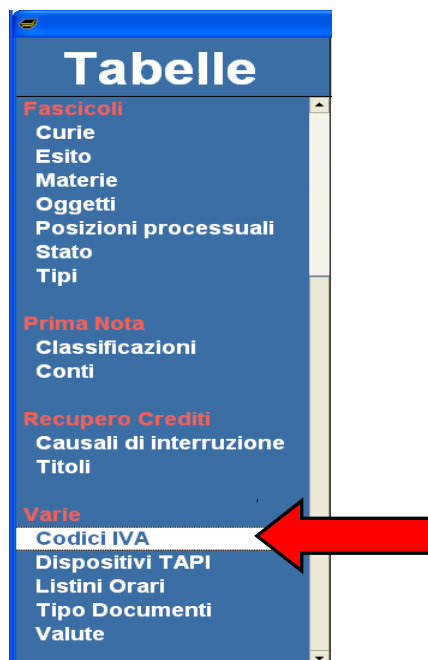 Tabelle
Fascicoli
Curie
Esito
Materie
Oggetti
Posizioni processuali
Stato
Tipi
Prima Nota
Classificazioni
Conti
Recupero Crediti
Causali di interruzione
Titoli
Varie
Codici IVA
Dispositivi TAPI
Listini Orari
Tipo Documenti
Valute